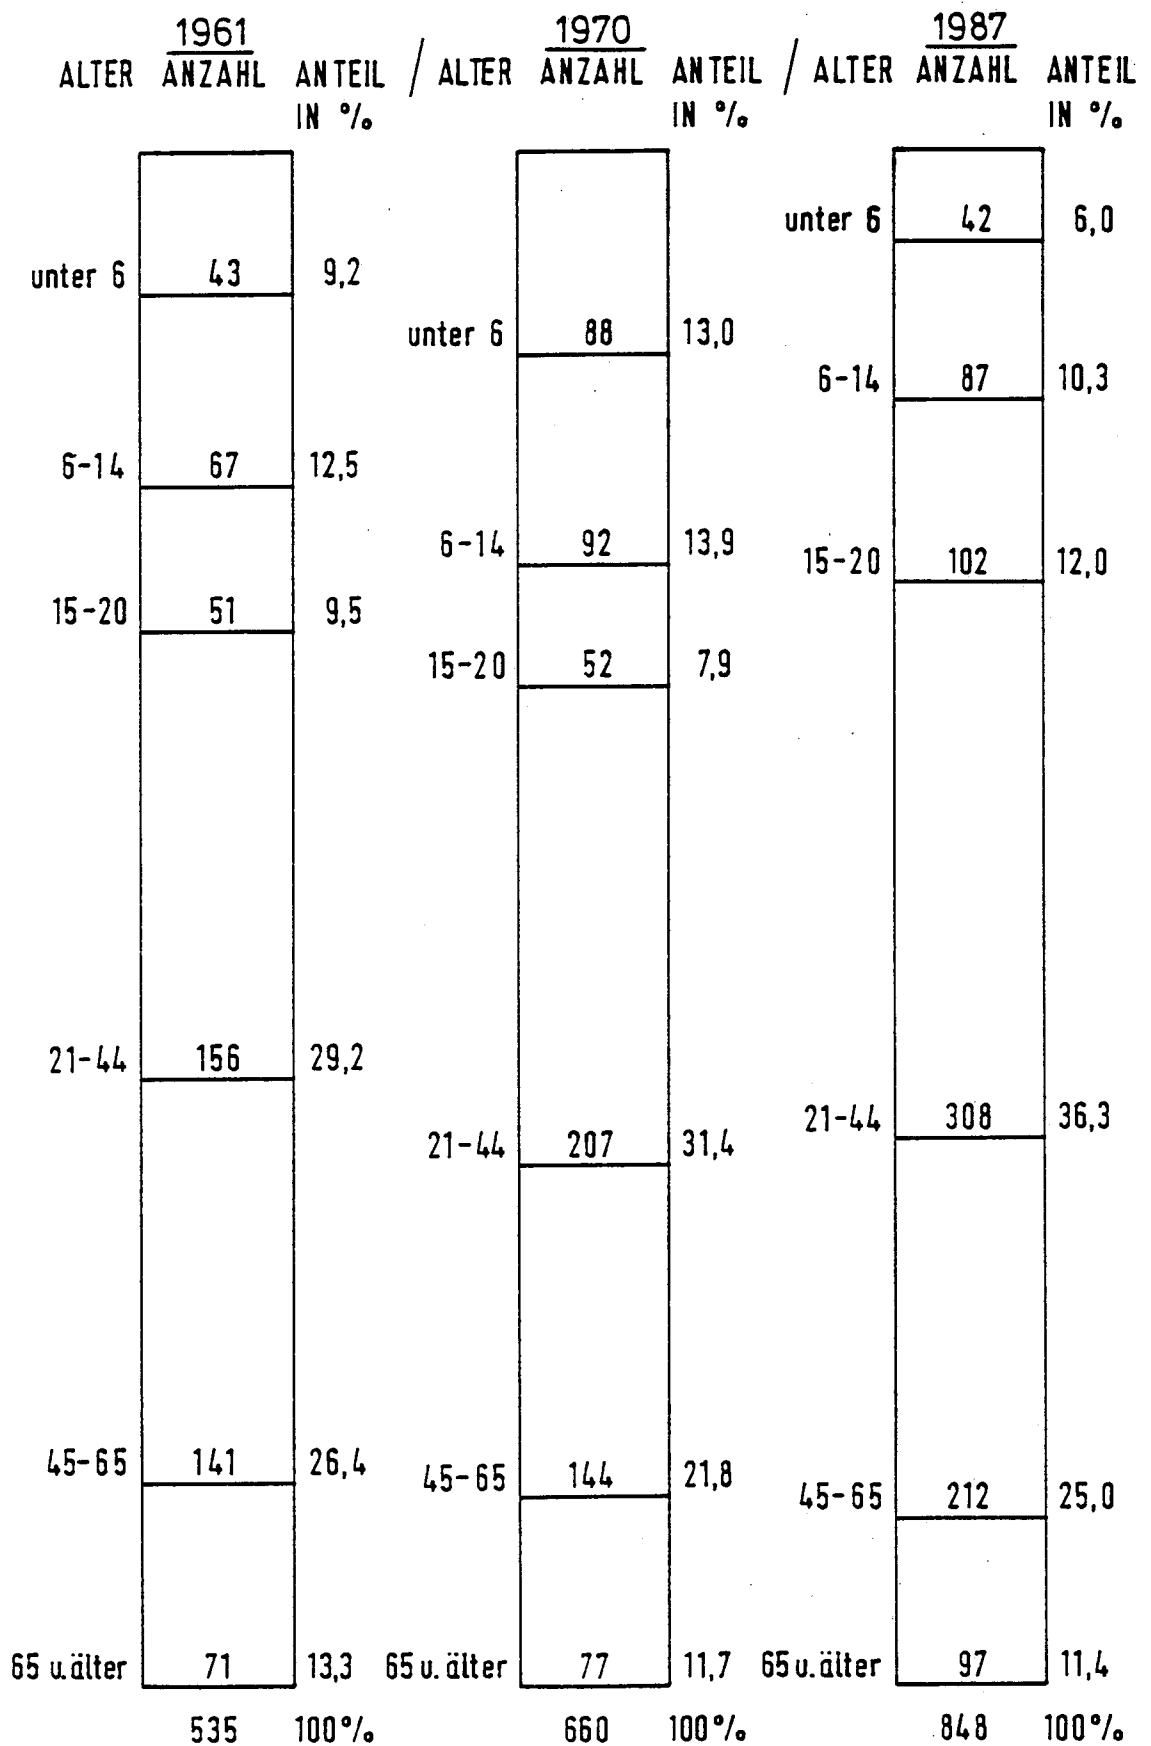 1961 1970 1987
ALTER ANZAHL ANTEIL / ALTER ANZAHL ANTEIL / ALTER ANZAHL ANTEIL
IN % IN % IN %
unter 6 42 6,0
unter 6 43 9,2
unter 6 88 13,0
6-14 87 10,3
6-14 67 12,5
6-14 92 13,9
15-20 102 12,0
15-20 51 9,5
15-20 52 7,9
21-44 156 29,2
21-44 308 36,3
21-44 207 31,4
45-65 141 26,4
45-65 144 21,8
45-65 212 25,0
65 u. älter 71 13,3 65 u. älter 77 11,7 65 u. älter 97 11,4
535 100% 660 100% 848 100%